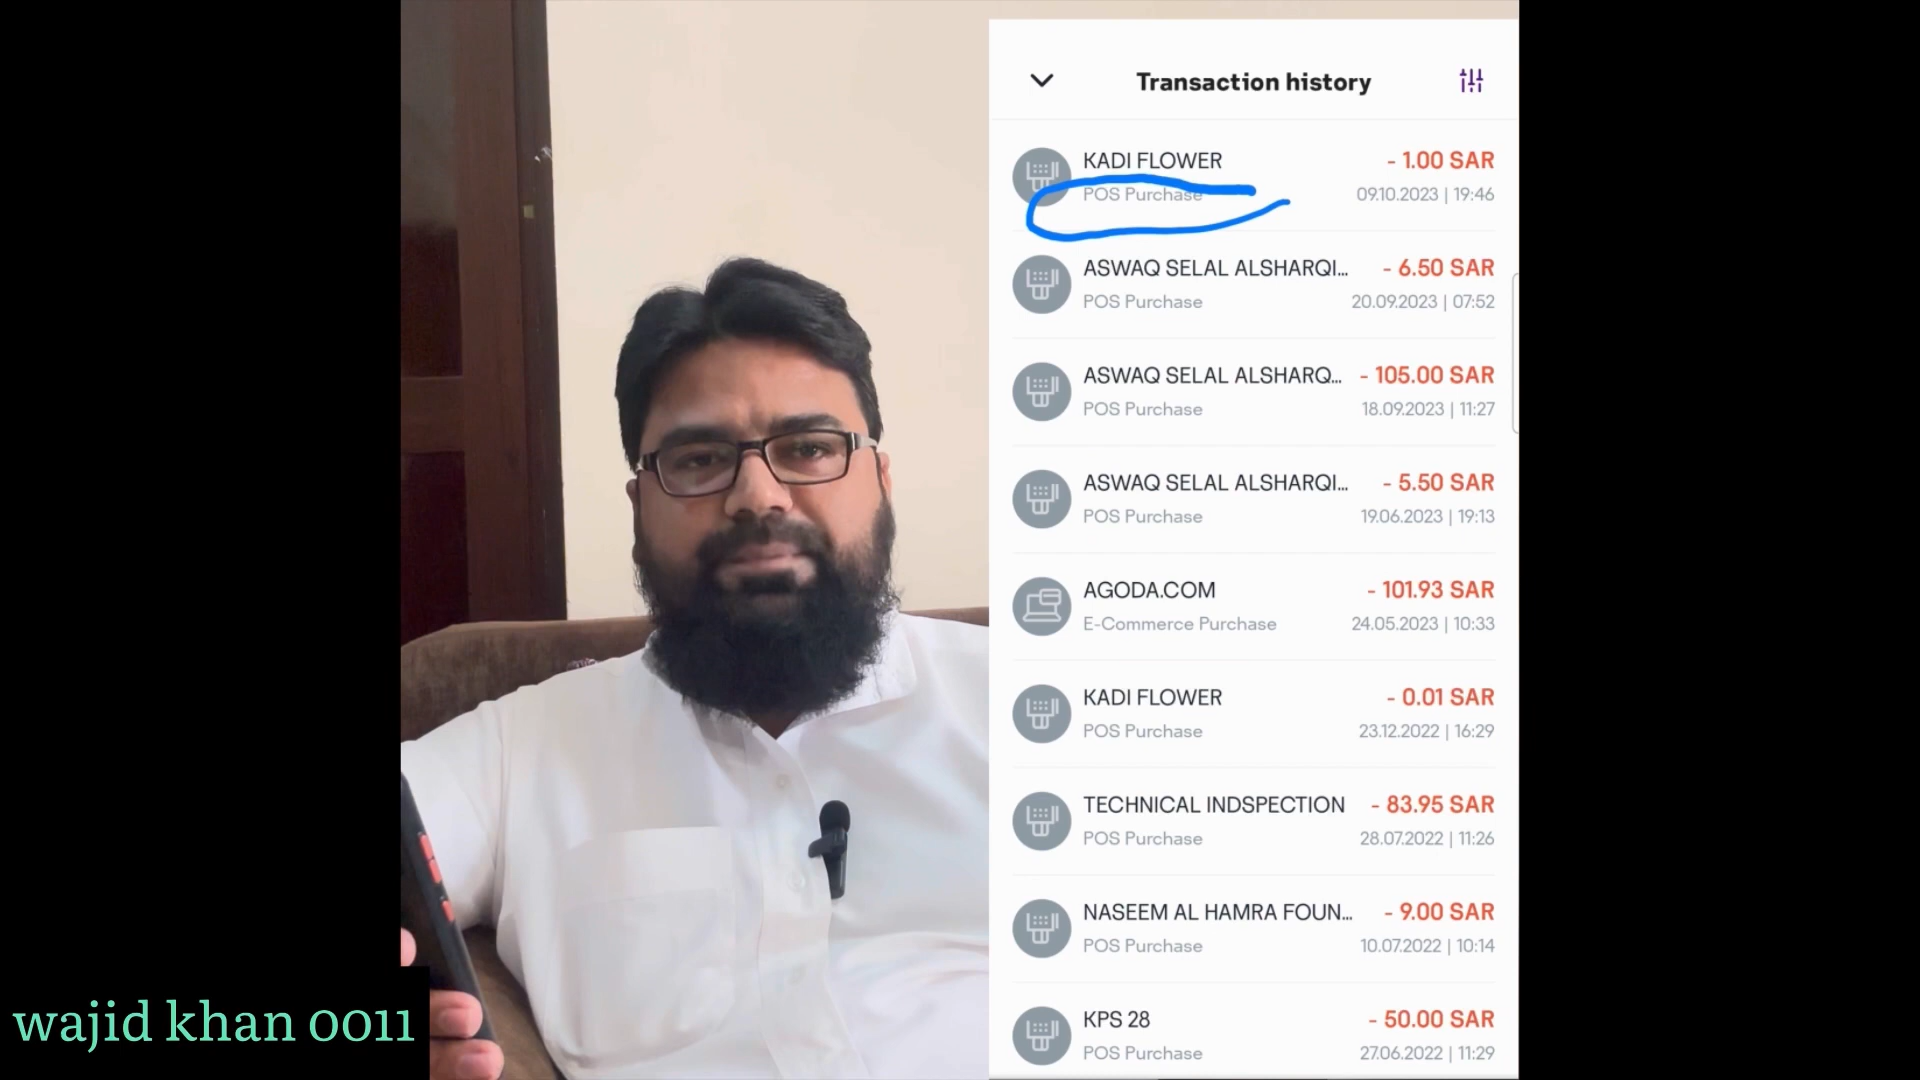 Transaction history
KADI FLOWER - 1.00 SAR
POS Purchase 09.10.2023 | 19:46
ASWAQ SELAL ALSHARQI... - 6.50 SAR
POS Purchase 20.09.2023 | 07:52
ASWAQ SELAL ALSHARQ... - 105.00 SAR
POS Purchase 18.09.2023 | 11:27
ASWAQ SELAL ALSHARQI... - 5.50 SAR
POS Purchase 19.06.2023 | 19:13
AGODA.COM - 101.93 SAR
E-Commerce Purchase 24.05.2023 | 10:33
KADI FLOWER - 0.01 SAR
POS Purchase 23.12.2022 | 16:29
TECHNICAL INDSPECTION - 83.95 SAR
POS Purchase 28.07.2022 | 11:26
NASEEM AL HAMRA FOUN... - 9.00 SAR
POS Purchase 10.07.2022 | 10:14
KPS 28 - 50.00 SAR
POS Purchase 27.06.2022 | 11:29
wajid khan 0011